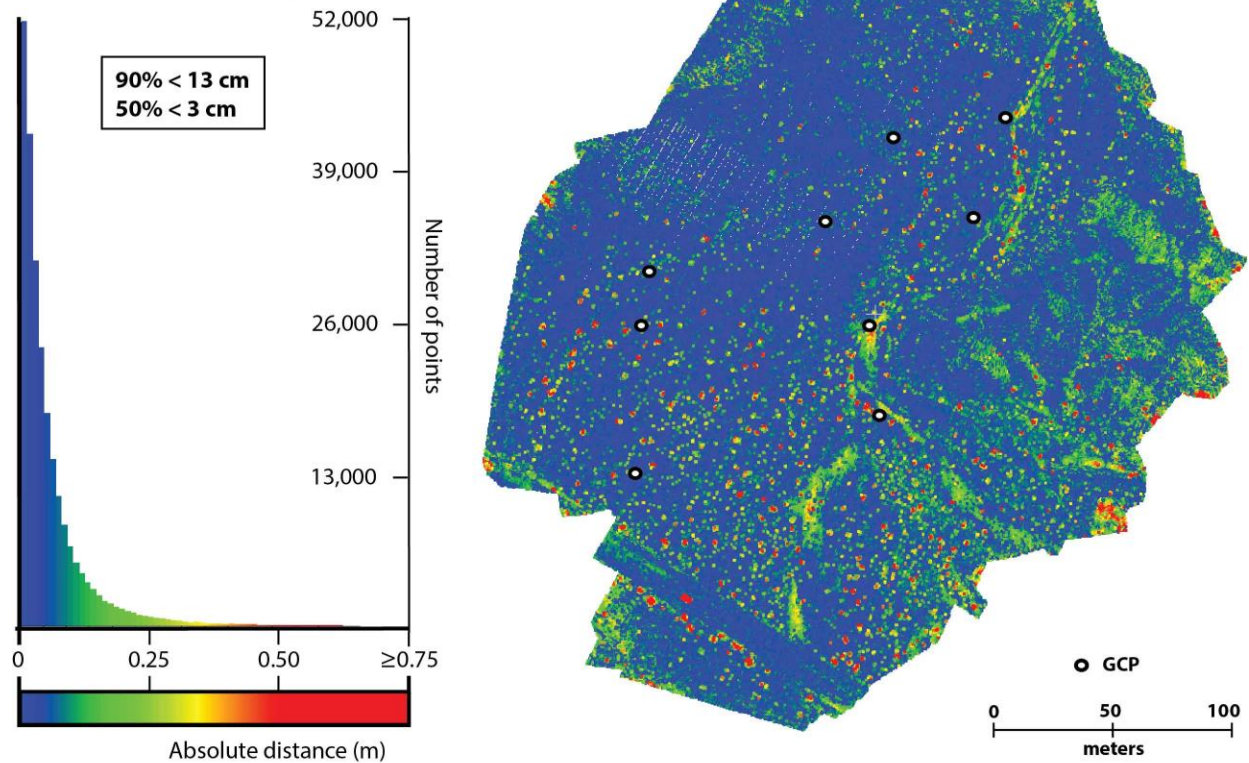 52,000
90% < 13 cm
50% < 3 cm
39,000
Number of points
26,000
13,000
0 0.25 0.50 ≥0.75
Absolute distance (m)
GCP
0 50 100
meters